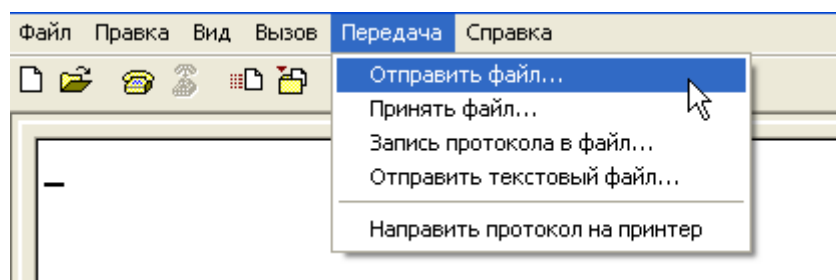 Файл Правка Вид Вызов Передача Справка
Отправить файл...
Принять файл...
Запись протокола в файл...
Отправить текстовый файл...
Направить протокол на принтер